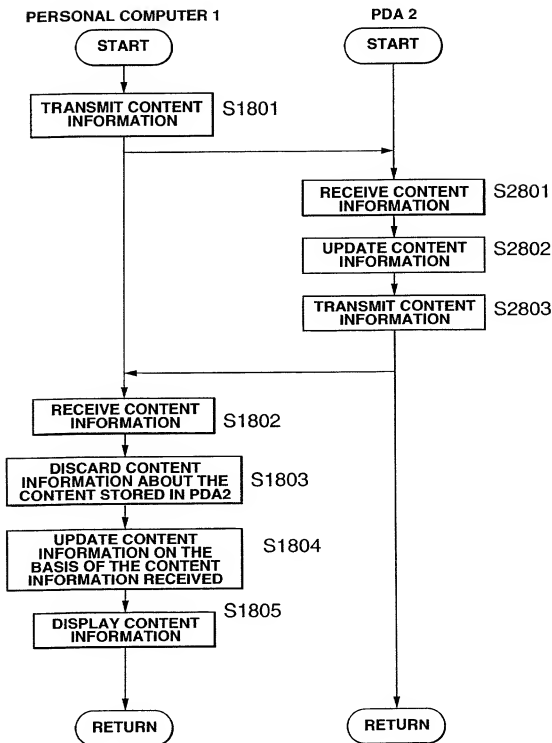 PERSONAL COMPUTER 1
PDA 2
START
START
TRANSMIT CONTENT
INFORMATION
S1801
RECEIVE CONTENT
INFORMATION
S2801
UPDATE CONTENT
INFORMATION
S2802
TRANSMIT CONTENT
INFORMATION
S2803
RECEIVE CONTENT
INFORMATION
S1802
DISCARD CONTENT
INFORMATION ABOUT THE
CONTENT STORED IN PDA2
S1803
UPDATE CONTENT
INFORMATION ON THE
BASIS OF THE CONTENT
INFORMATION RECEIVED
S1804
DISPLAY CONTENT
INFORMATION
S1805
RETURN
RETURN